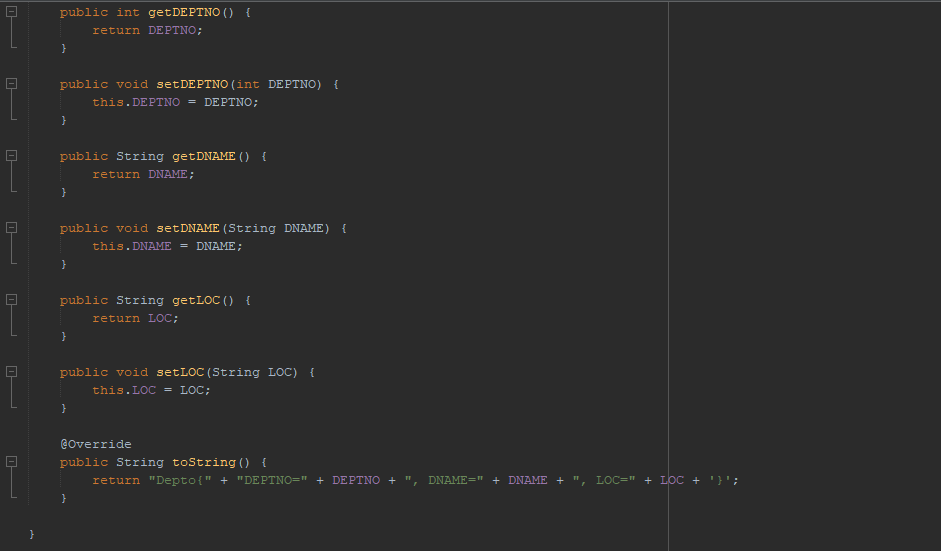 public int getDEPTNO() {
return DEPTNO;
}
public void setDEPTNO(int DEPTNO) {
this.DEPTNO = DEPTNO;
}
public String getDNAME() {
return DNAME;
}
public void setDNAME(String DNAME) {
this.DNAME = DNAME;
}
public String getLOC() {
return LOC;
}
public void setLOC(String LOC) {
this.LOC = LOC;
}
@Override
public String toString() {
return "Depto{" + "DEPTNO=" + DEPTNO + ", DNAME=" + DNAME + ", LOC=" + LOC + '}';
}
}